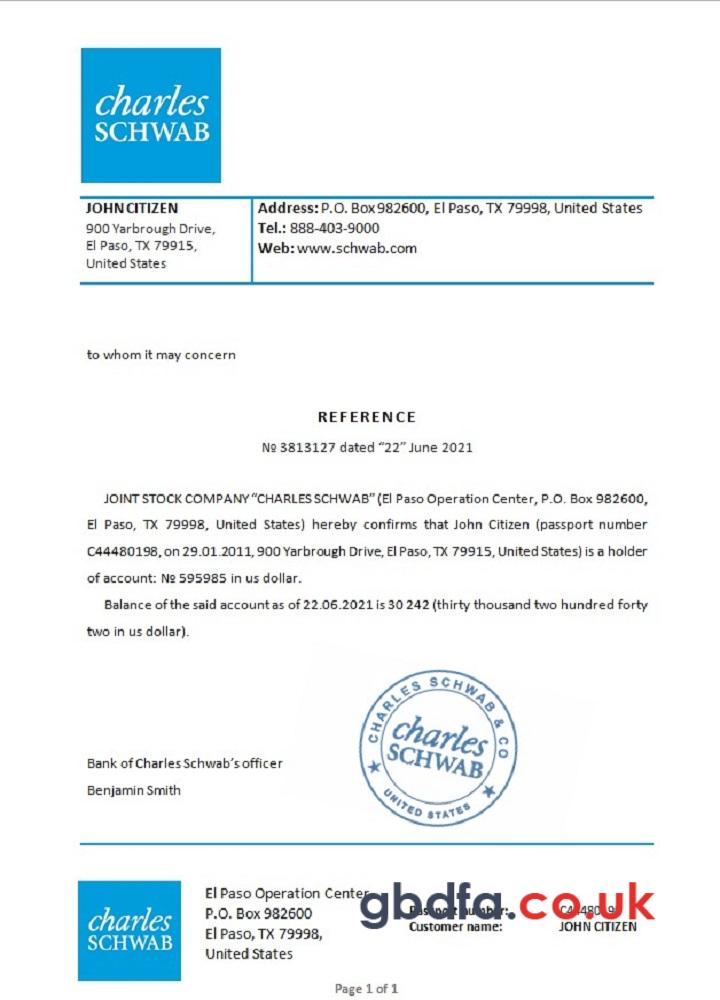 charles
SCHWAB
JOHN CITIZEN
900 Yarbrough Drive,
El Paso, TX 79915,
United States
Address: P.O. Box 982600, El Paso, TX 79998, United States
Tel.: 888-403-9000
Web: www.schwab.com
to whom it may concern
REFERENCE
№ 3813127 dated “22” June 2021
JOINT STOCK COMPANY “CHARLES SCHWAB” (El Paso Operation Center, P.O. Box 982600,
El Paso, TX 79998, United States) hereby confirms that John Citizen (passport number
C44480198, on 29.01.2011, 900 Yarbrough Drive, El Paso, TX 79915, United States) is a holder
of account: № 595985 in us dollar.
Balance of the said account as of 22.06.2021 is 30 242 (thirty thousand two hundred forty
two in us dollar).
CHARLES SCHWAB & CO
charles
SCHWAB
UNITED STATES
Bank of Charles Schwab’s officer
Benjamin Smith
charles
SCHWAB
El Paso Operation Center
P.O. Box 982600
El Paso, TX 79998,
United States
gbdfa.co.uk
Passport number:
Customer name: JOHN CITIZEN
Page 1 of 1